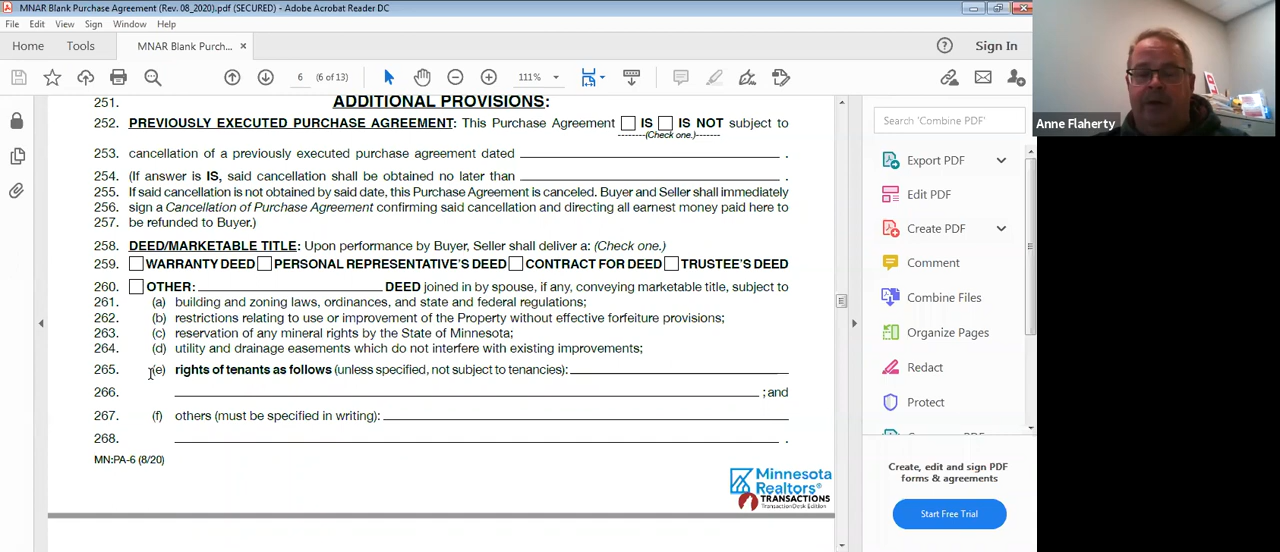 MNAR Blank Purchase Agreement (Rev. 08_2020).pdf (SECURED) - Adobe Acrobat Reader DC
File Edit View Sign Window Help
Home Tools MNAR Blank Purch... × Sign In
6 (6 of 13) 111%
251. ADDITIONAL PROVISIONS:
252. PREVIOUSLY EXECUTED PURCHASE AGREEMENT: This Purchase Agreement IS IS NOT subject to
--------(Check one.)-------
253. cancellation of a previously executed purchase agreement dated .
254. (If answer is IS, said cancellation shall be obtained no later than .
255. If said cancellation is not obtained by said date, this Purchase Agreement is canceled. Buyer and Seller shall immediately
256. sign a Cancellation of Purchase Agreement confirming said cancellation and directing all earnest money paid here to
257. be refunded to Buyer.)
258. DEED/MARKETABLE TITLE: Upon performance by Buyer, Seller shall deliver a: (Check one.)
259. WARRANTY DEED PERSONAL REPRESENTATIVE'S DEED CONTRACT FOR DEED TRUSTEE'S DEED
260. OTHER: DEED joined in by spouse, if any, conveying marketable title, subject to
261. (a) building and zoning laws, ordinances, and state and federal regulations;
262. (b) restrictions relating to use or improvement of the Property without effective forfeiture provisions;
263. (c) reservation of any mineral rights by the State of Minnesota;
264. (d) utility and drainage easements which do not interfere with existing improvements;
265. (e) rights of tenants as follows (unless specified, not subject to tenancies):
266. ; and
267. (f) others (must be specified in writing):
268. .
MN:PA-6 (8/20)
Minnesota
Realtors®
TRANSACTIONS
TransactionDesk Edition
Search 'Combine PDF'
Export PDF
Edit PDF
Create PDF
Comment
Combine Files
Organize Pages
Redact
Protect
Create, edit and sign PDF
forms & agreements
Start Free Trial
Anne Flaherty